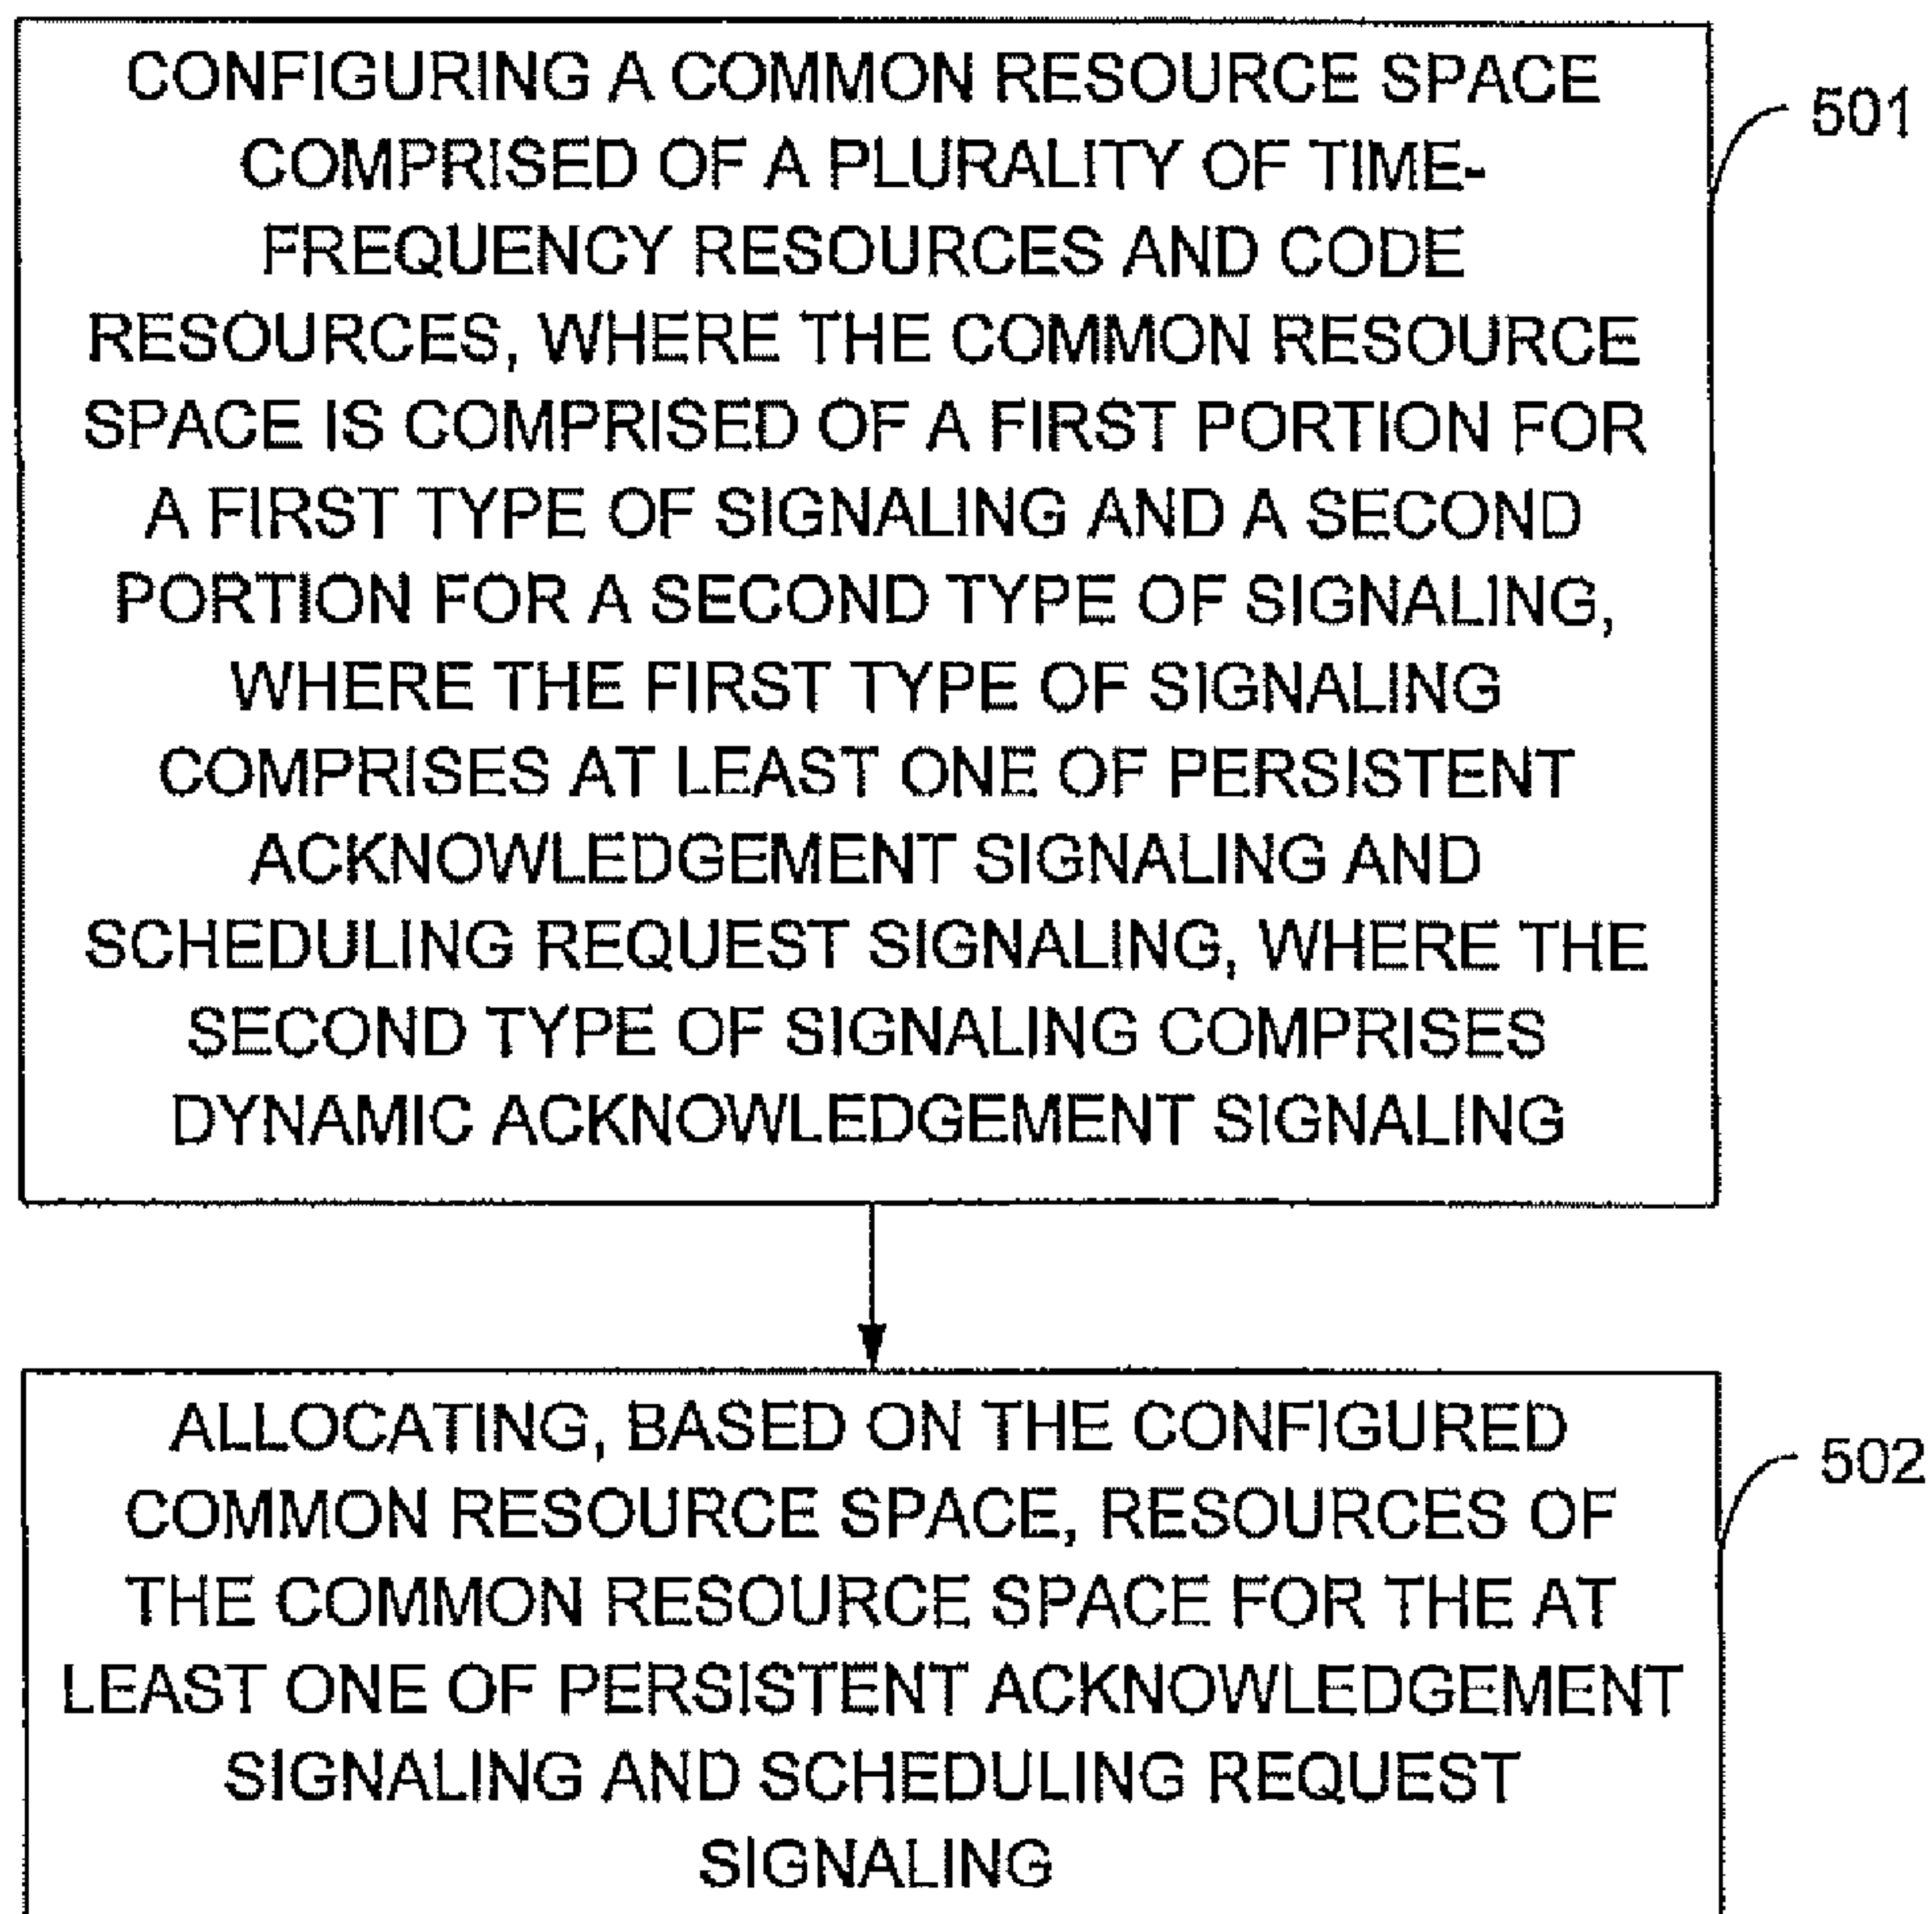 CONFIGURING A COMMON RESOURCE SPACE
COMPRISED OF A PLURALITY OF TIME-
FREQUENCY RESOURCES AND CODE
RESOURCES, WHERE THE COMMON RESOURCE
SPACE IS COMPRISED OF A FIRST PORTION FOR
A FIRST TYPE OF SIGNALING AND A SECOND
PORTION FOR A SECOND TYPE OF SIGNALING,
WHERE THE FIRST TYPE OF SIGNALING
COMPRISES AT LEAST ONE OF PERSISTENT
ACKNOWLEDGEMENT SIGNALING AND
SCHEDULING REQUEST SIGNALING, WHERE THE
SECOND TYPE OF SIGNALING COMPRISES
DYNAMIC ACKNOWLEDGEMENT SIGNALING
501
ALLOCATING, BASED ON THE CONFIGURED
COMMON RESOURCE SPACE, RESOURCES OF
THE COMMON RESOURCE SPACE FOR THE AT
LEAST ONE OF PERSISTENT ACKNOWLEDGEMENT
SIGNALING AND SCHEDULING REQUEST
SIGNALING
502